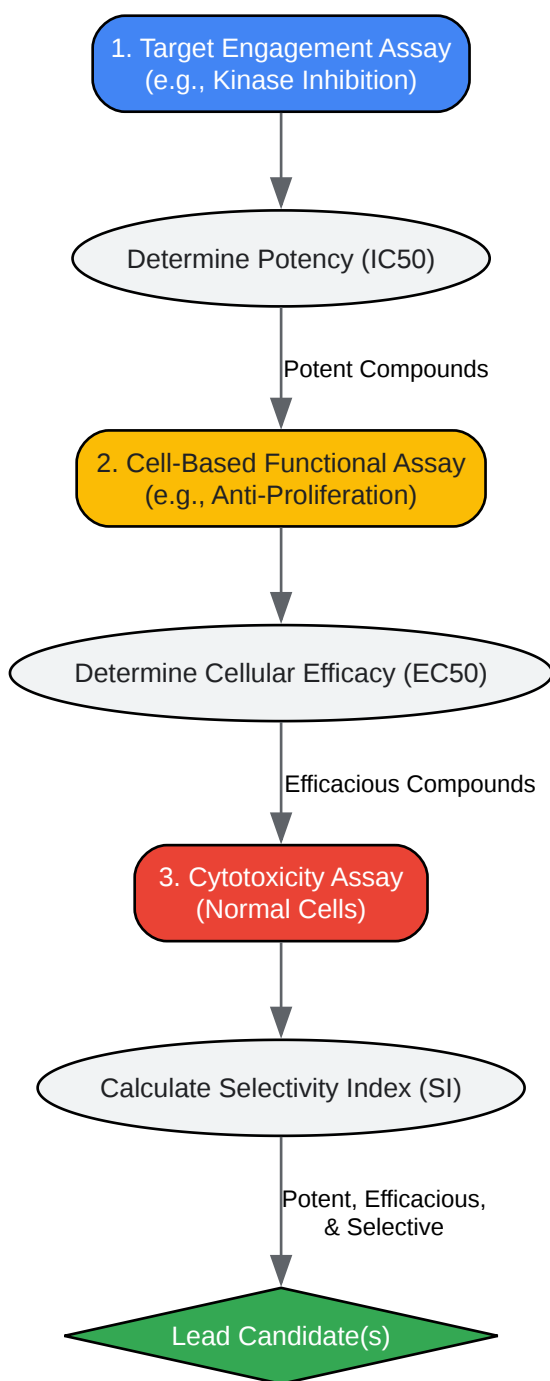 1. Target Engagement Assay
(e.g., Kinase Inhibition)
Determine Potency (IC50)
Potent Compounds
2. Cell-Based Functional Assay
(e.g., Anti-Proliferation)
Determine Cellular Efficacy (EC50)
Efficacious Compounds
3. Cytotoxicity Assay
(Normal Cells)
Calculate Selectivity Index (SI)
Potent, Efficacious,
& Selective
Lead Candidate(s)